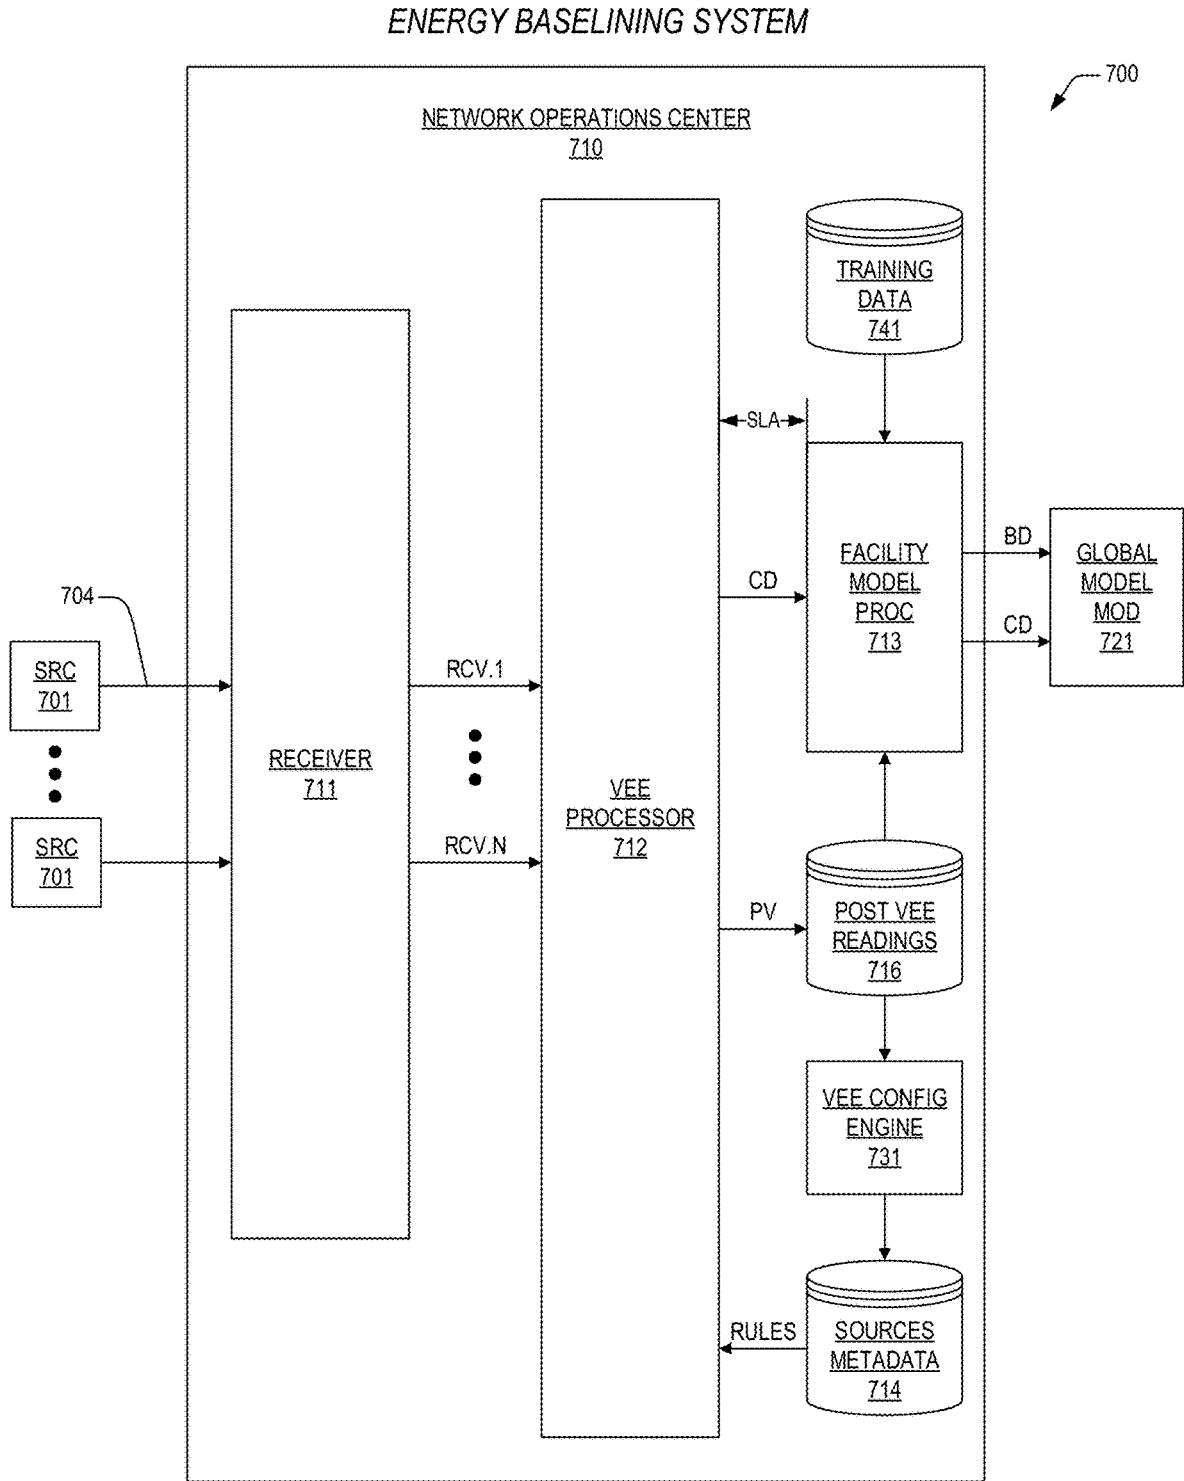 ENERGY BASELINING SYSTEM
700
NETWORK OPERATIONS CENTER
710
TRAINING
DATA
741
SLA
FACILITY
MODEL
PROC
713
BD
CD
GLOBAL
MODEL
MOD
721
CD
704
SRC
701
SRC
701
RECEIVER
711
RCV.1
RCV.N
VEE
PROCESSOR
712
PV
POST VEE
READINGS
716
VEE CONFIG
ENGINE
731
RULES
SOURCES
METADATA
714